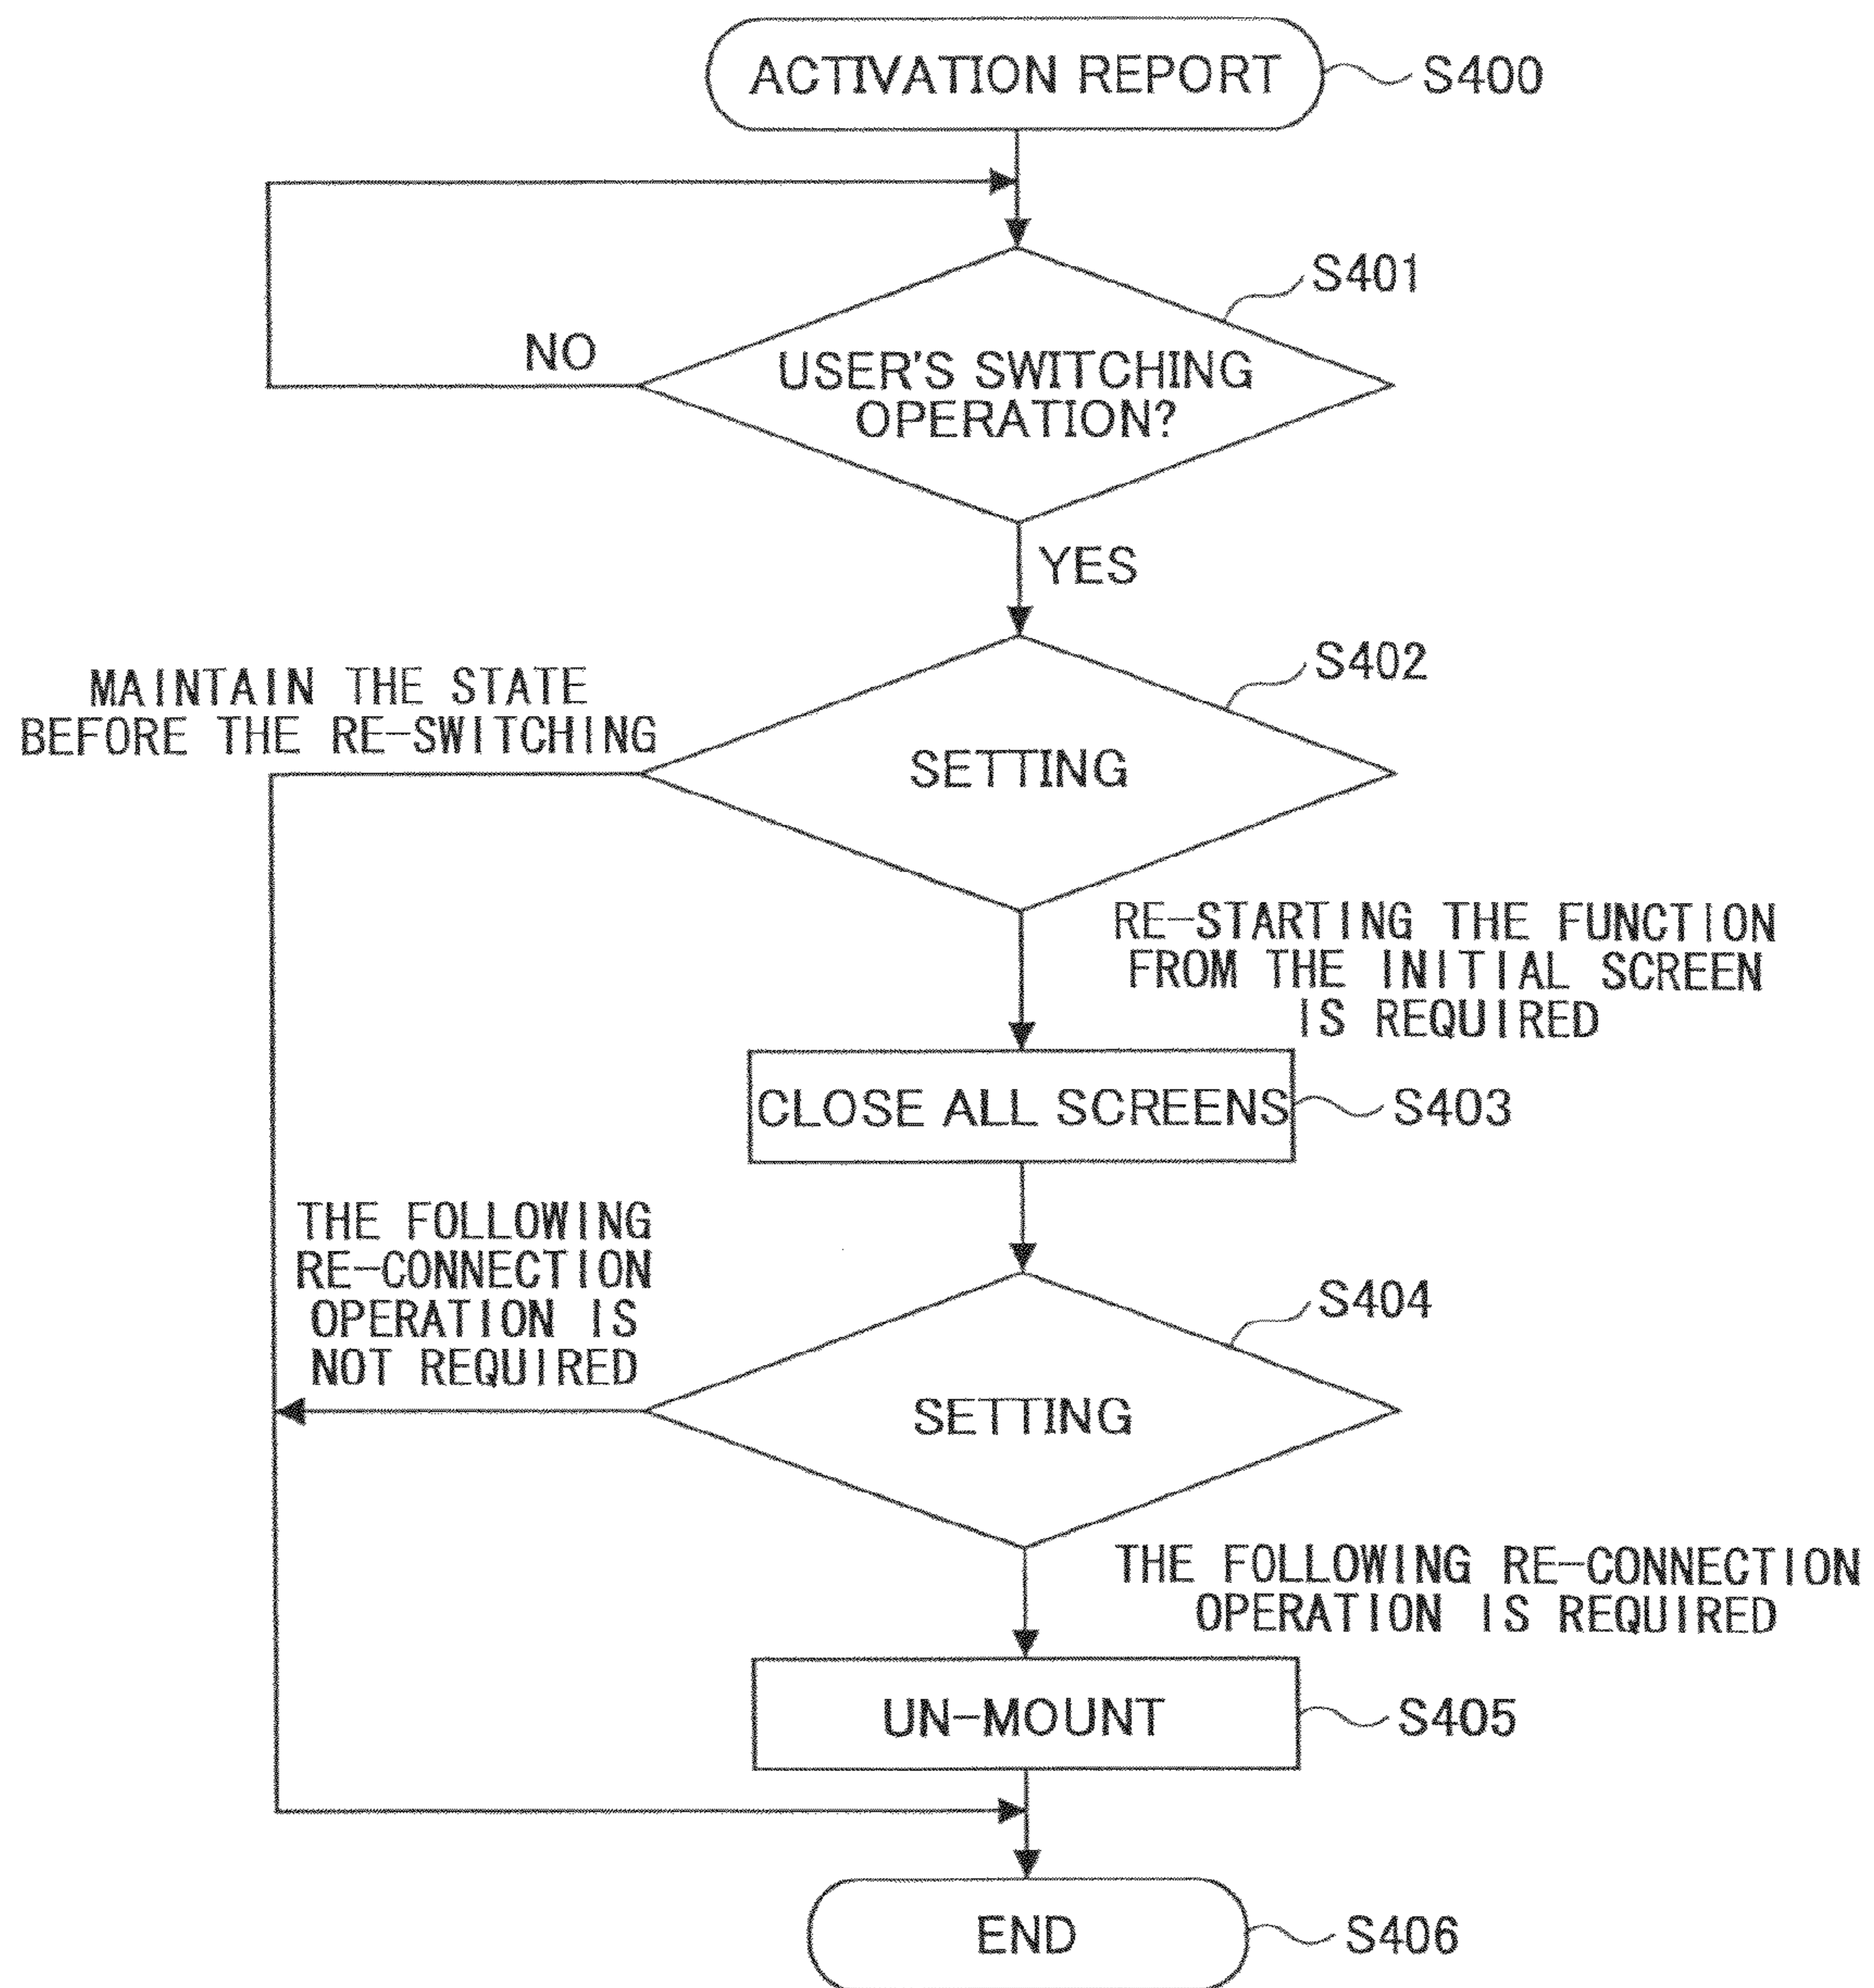 ACTIVATION REPORT
S400
S401
NO
USER'S SWITCHING
OPERATION?
YES
S402
MAINTAIN THE STATE
BEFORE THE RE-SWITCHING
SETTING
RE-STARTING THE FUNCTION
FROM THE INITIAL SCREEN
IS REQUIRED
CLOSE ALL SCREENS
S403
THE FOLLOWING
RE-CONNECTION
OPERATION IS
NOT REQUIRED
S404
SETTING
THE FOLLOWING RE-CONNECTION
OPERATION IS REQUIRED
UN-MOUNT
S405
END
S406